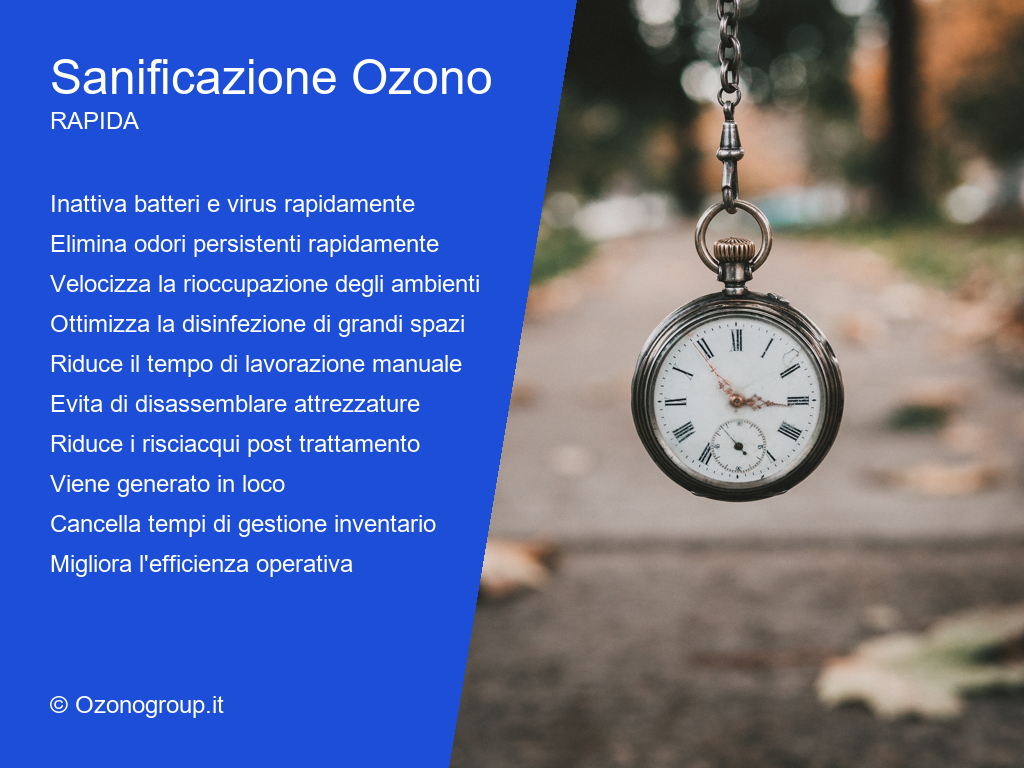 Sanificazione Ozono
RAPIDA
Inattiva batteri e virus rapidamente
Elimina odori persistenti rapidamente
Velocizza la rioccupazione degli ambienti
Ottimizza la disinfezione di grandi spazi
Riduce il tempo di lavorazione manuale
Evita di disassemblare attrezzature
Riduce i risciacqui post trattamento
Viene generato in loco
Cancella tempi di gestione inventario
Migliora l'efficienza operativa
© Ozonogroup.it